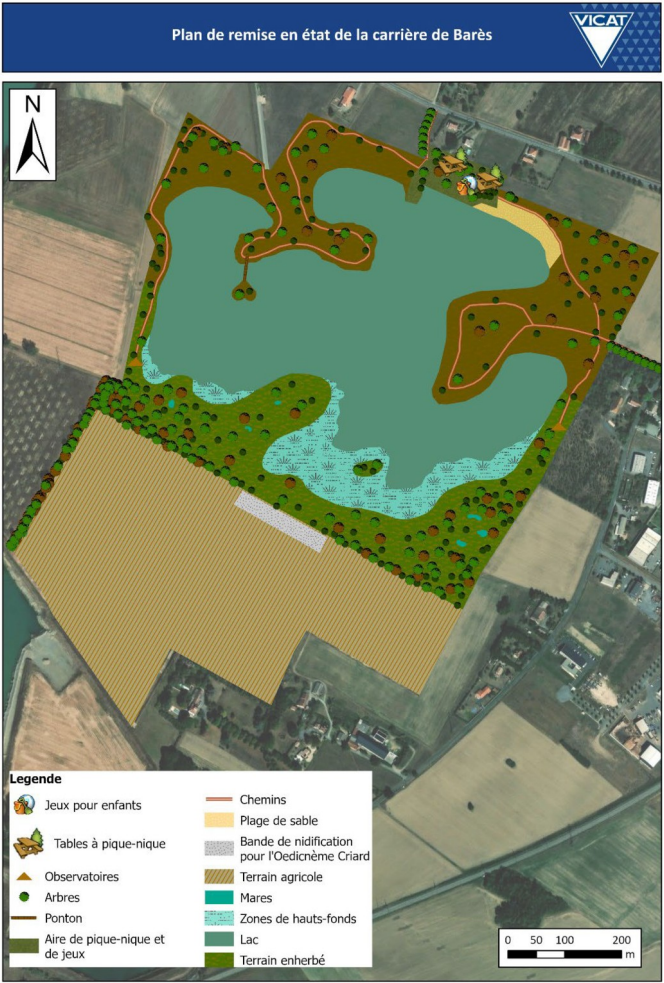 Plan de remise en état de la carrière de Barès
VICAT
N
Legende
Jeux pour enfants
Tables à pique-nique
Observatoires
Arbres
Ponton
Aire de pique-nique et
de jeux
Chemins
Plage de sable
Bande de nidification
pour l'Oedicnème Criard
Terrain agricole
Mares
Zones de hauts-fonds
Lac
Terrain enherbé
0 50 100 200
m